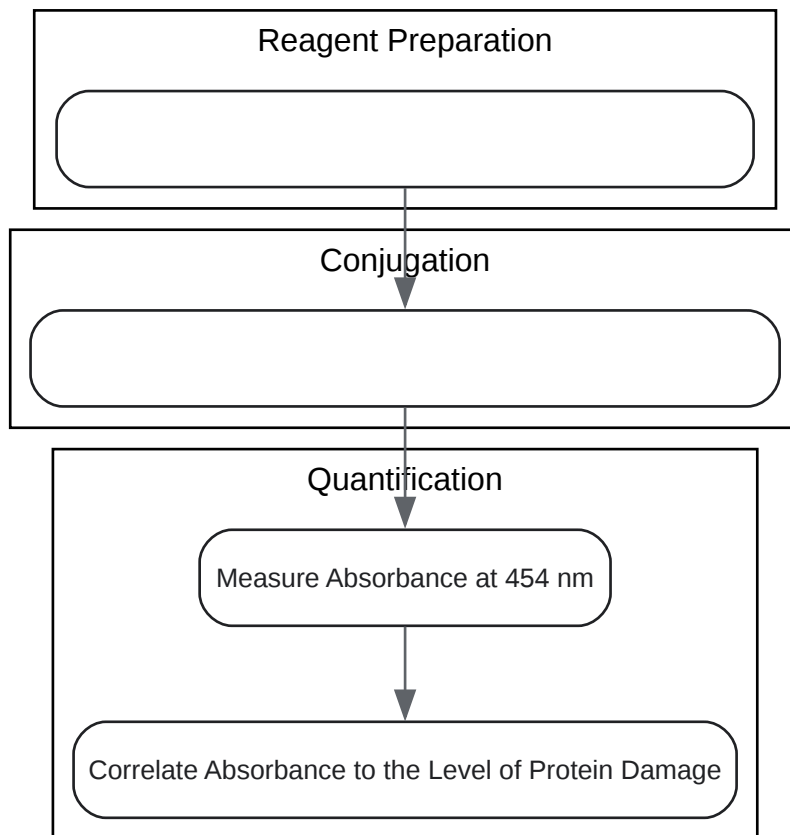 Reagent Preparation
Conjugation
Quantification
Measure Absorbance at 454 nm
Correlate Absorbance to the Level of Protein Damage